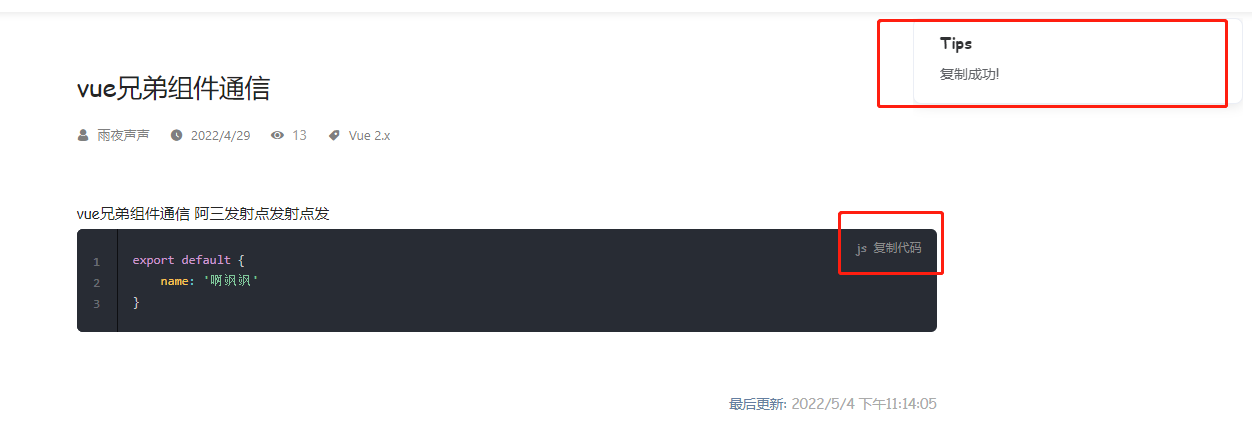 Tips
复制成功!
vue兄弟组件通信
雨夜声声 2022/4/29 13 Vue 2.x
vue兄弟组件通信 阿三发射点发射点发
js 复制代码
1 export default {
2 name: '啊飒飒'
3 }
最后更新: 2022/5/4 下午11:14:05